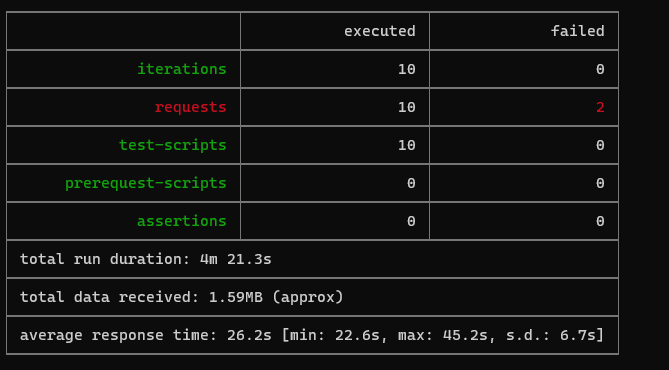 executed failed
iterations 10 0
requests 10 2
test-scripts 10 0
prerequest-scripts 0 0
assertions 0 0
total run duration: 4m 21.3s
total data received: 1.59MB (approx)
average response time: 26.2s [min: 22.6s, max: 45.2s, s.d.: 6.7s]